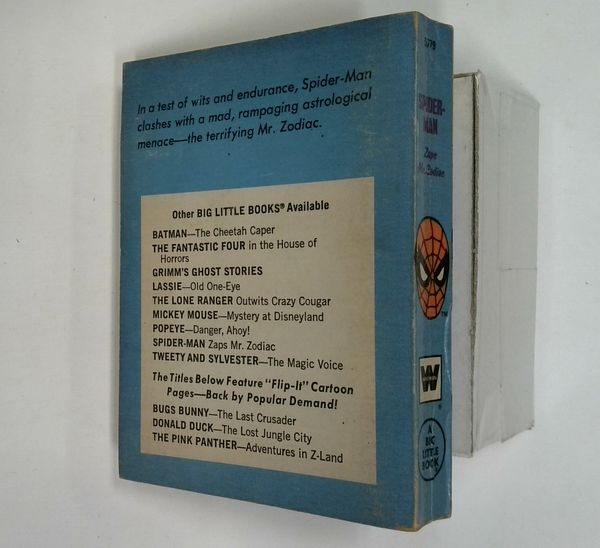 In a test of wits and endurance, Spider-Man
clashes with a mad, rampaging astrological
menace—the terrifying Mr. Zodiac.
Other BIG LITTLE BOOKS® Available
BATMAN—The Cheetah Caper
THE FANTASTIC FOUR in the House of
Horrors
GRIMM'S GHOST STORIES
LASSIE—Old One-Eye
THE LONE RANGER Outwits Crazy Cougar
MICKEY MOUSE—Mystery at Disneyland
POPEYE—Danger, Ahoy!
SPIDER-MAN Zaps Mr. Zodiac
TWEETY AND SYLVESTER—The Magic Voice
The Titles Below Feature "Flip-It" Cartoon
Pages—Back by Popular Demand!
BUGS BUNNY—The Last Crusader
DONALD DUCK—The Lost Jungle City
THE PINK PANTHER—Adventures in Z-Land
SPIDER-
MAN
Zaps
Mr. Zodiac
TM
W
®
A
BIG
LITTLE
BOOK